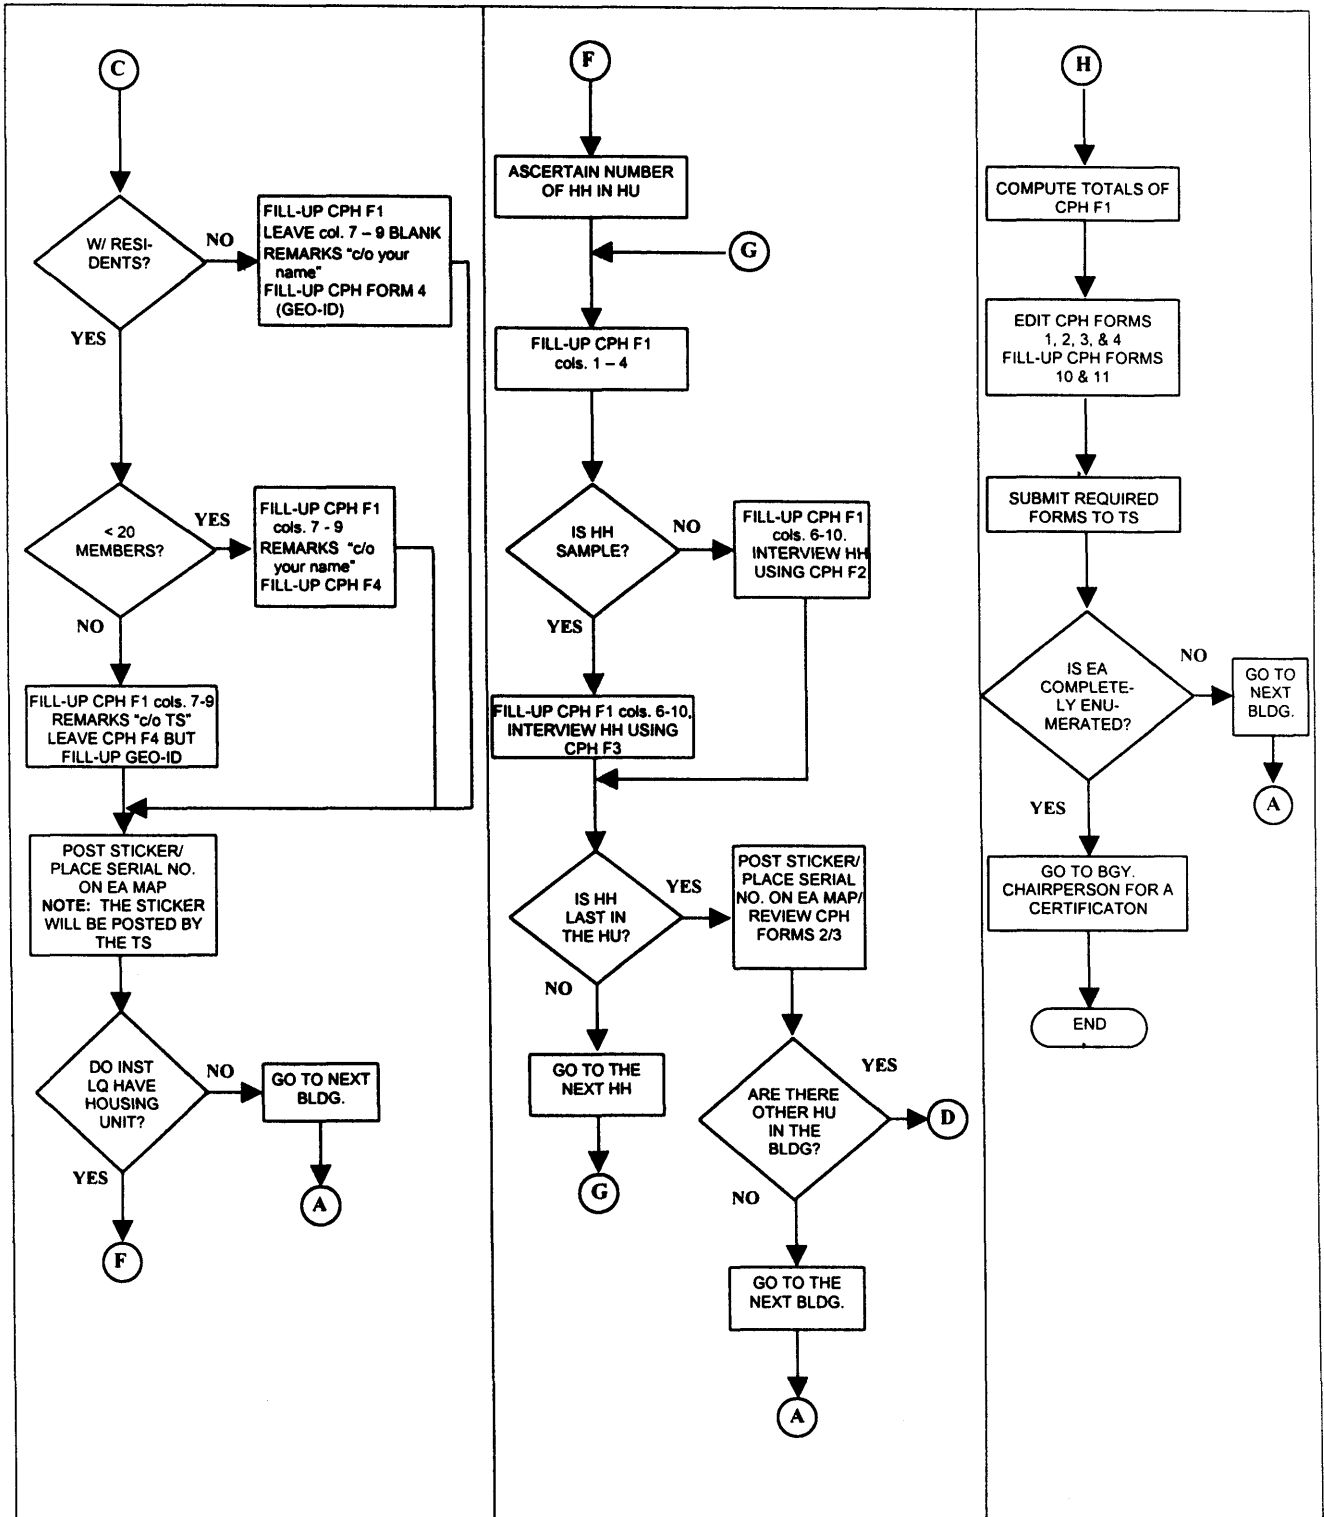 C
W/ RESI-
DENTS?
NO
FILL-UP CPH F1
LEAVE col. 7 – 9 BLANK
REMARKS "c/o your
name"
FILL-UP CPH FORM 4
(GEO-ID)
YES
< 20
MEMBERS?
YES
FILL-UP CPH F1
cols. 7 - 9
REMARKS "c/o
your name"
FILL-UP CPH F4
NO
FILL-UP CPH F1 cols. 7-9
REMARKS "c/o TS"
LEAVE CPH F4 BUT
FILL-UP GEO-ID
POST STICKER/
PLACE SERIAL NO.
ON EA MAP
NOTE: THE STICKER
WILL BE POSTED BY
THE TS
DO INST
LQ HAVE
HOUSING
UNIT?
NO
GO TO NEXT
BLDG.
YES
A
F
F
ASCERTAIN NUMBER
OF HH IN HU
G
FILL-UP CPH F1
cols. 1 – 4
IS HH
SAMPLE?
NO
FILL-UP CPH F1
cols. 6-10.
INTERVIEW HH
USING CPH F2
YES
FILL-UP CPH F1 cols. 6-10,
INTERVIEW HH USING
CPH F3
IS HH
LAST IN
THE HU?
YES
POST STICKER/
PLACE SERIAL
NO. ON EA MAP/
REVIEW CPH
FORMS 2/3
NO
GO TO THE
NEXT HH
G
ARE THERE
OTHER HU
IN THE
BLDG?
YES
D
NO
GO TO THE
NEXT BLDG.
A
H
COMPUTE TOTALS OF
CPH F1
EDIT CPH FORMS
1, 2, 3, & 4
FILL-UP CPH FORMS
10 & 11
SUBMIT REQUIRED
FORMS TO TS
IS EA
COMPLETE-
LY ENU-
MERATED?
NO
GO TO
NEXT
BLDG.
A
YES
GO TO BGY.
CHAIRPERSON FOR A
CERTIFICATON
END